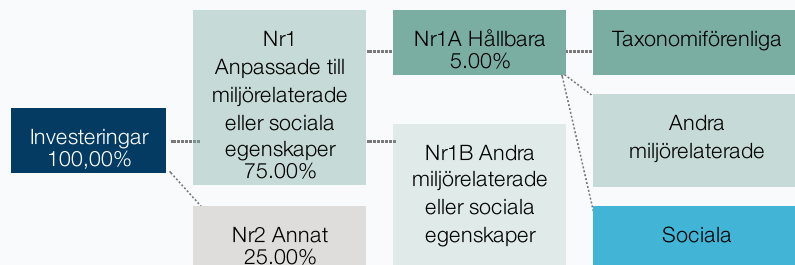 Investeringar
100,00%
Nr1
Anpassade till
miljörelaterade
eller sociala
egenskaper
75.00%
Nr2 Annat
25.00%
Nr1A Hållbara
5.00%
Nr1B Andra
miljörelaterade
eller sociala
egenskaper
Taxonomiförenliga
Andra
miljörelaterade
Sociala